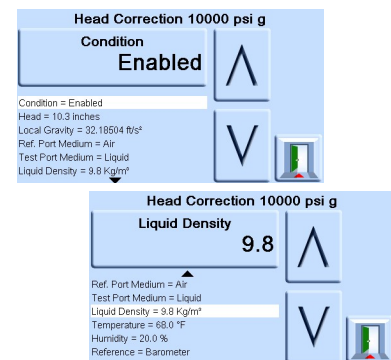 Head Correction 10000 psi g
Condition
Enabled
Condition = Enabled
Head = 10.3 inches
Local Gravity = 32.18504 ft/s²
Ref. Port Medium = Air
Test Port Medium = Liquid
Liquid Density = 9.8 Kg/m³
Head Correction 10000 psi g
Liquid Density
9.8
Ref. Port Medium = Air
Test Port Medium = Liquid
Liquid Density = 9.8 Kg/m³
Temperature = 68.0 °F
Humidity = 20.0 %
Reference = Barometer